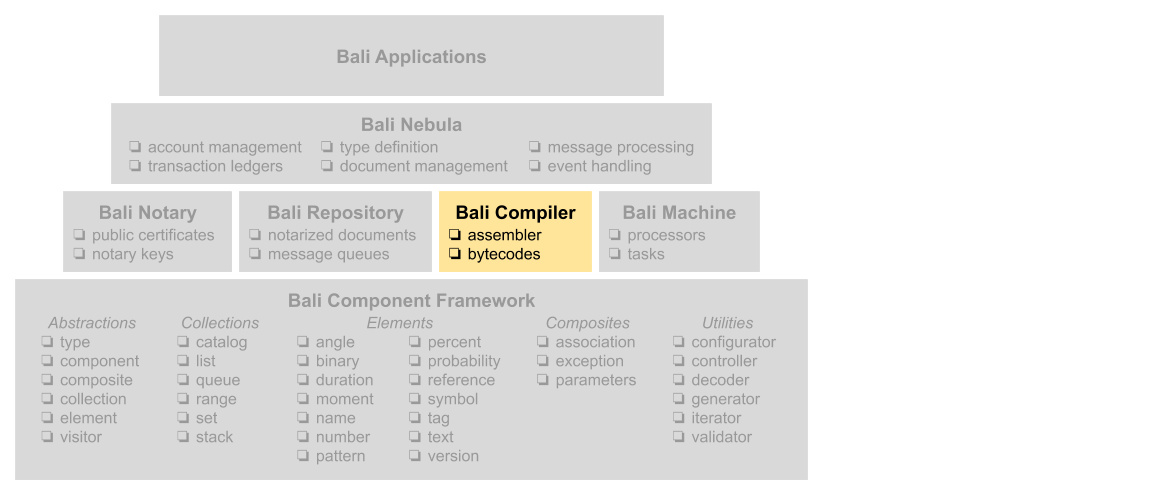 Bali Applications
Bali Nebula
❏ account management ❏ type definition ❏ message processing
❏ transaction ledgers ❏ document management ❏ event handling
Bali Notary Bali Repository Bali Compiler Bali Machine
❏ public certificates ❏ notarized documents ❏ assembler ❏ processors
❏ notary keys ❏ message queues ❏ bytecodes ❏ tasks
Bali Component Framework
Abstractions Collections Elements Composites Utilities
❏ type ❏ catalog ❏ angle ❏ percent ❏ association ❏ configurator
❏ component ❏ list ❏ binary ❏ probability ❏ exception ❏ controller
❏ composite ❏ queue ❏ duration ❏ reference ❏ parameters ❏ decoder
❏ collection ❏ range ❏ moment ❏ symbol ❏ generator
❏ element ❏ set ❏ name ❏ tag ❏ iterator
❏ visitor ❏ stack ❏ number ❏ text ❏ validator
❏ pattern ❏ version